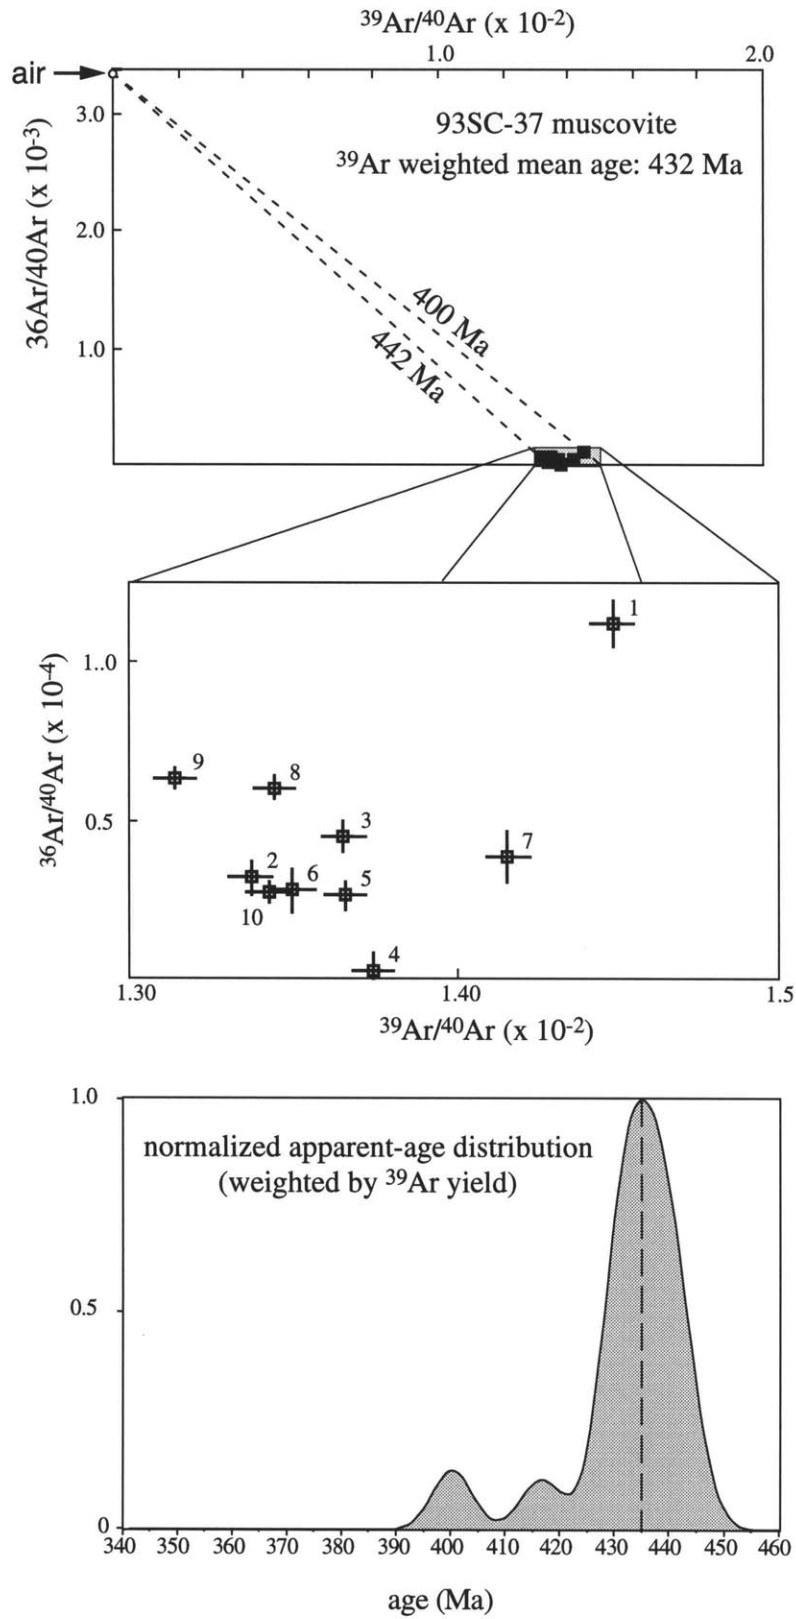 ³⁹Ar/⁴⁰Ar (x 10⁻²)
1.0 2.0
air
93SC-37 muscovite
³⁹Ar weighted mean age: 432 Ma
36Ar/40Ar (x 10⁻³)
3.0
2.0
1.0
400 Ma
442 Ma
1
36Ar/⁴⁰Ar (x 10⁻⁴)
1..0
9
8
0.5
3
7
2
6
5
10
4
1.30 1.40 1.5
³⁹Ar/⁴⁰Ar (x 10⁻²)
1.0
normalized apparent-age distribution
(weighted by ³⁹Ar yield)
0.5
0
340 350 360 370 380 390 400 410 420 430 440 450 460
age (Ma)